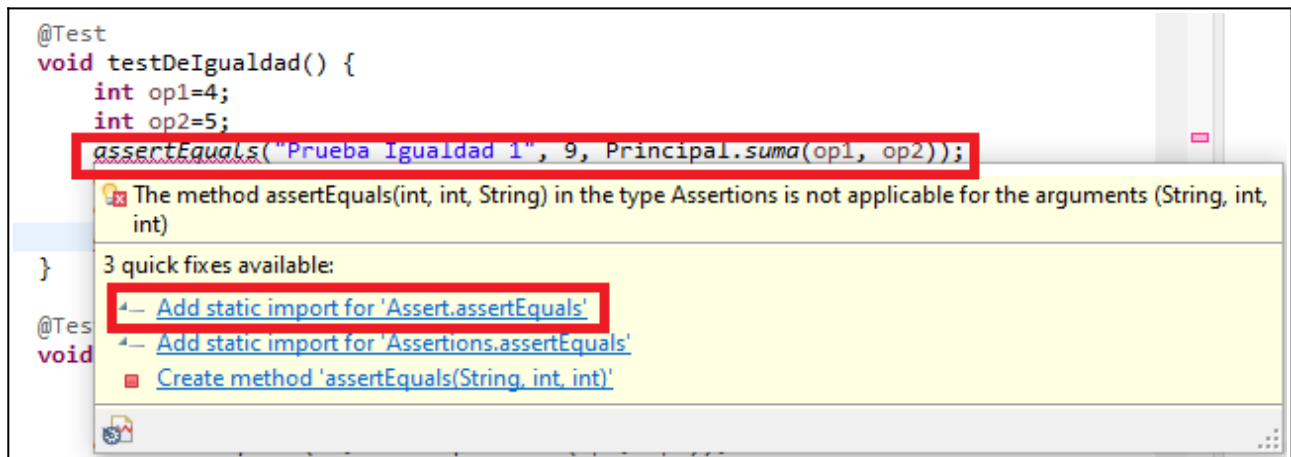 @Test
void testDeIgualdad() {
int op1=4;
int op2=5;
assertEquals("Prueba Igualdad 1", 9, Principal.suma(op1, op2));
The method assertEquals(int, int, String) in the type Assertions is not applicable for the arguments (String, int,
int)
}
3 quick fixes available:
Add static import for 'Assert.assertEquals'
@Tes
Add static import for 'Assertions.assertEquals'
void
Create method 'assertEquals(String, int, int)'